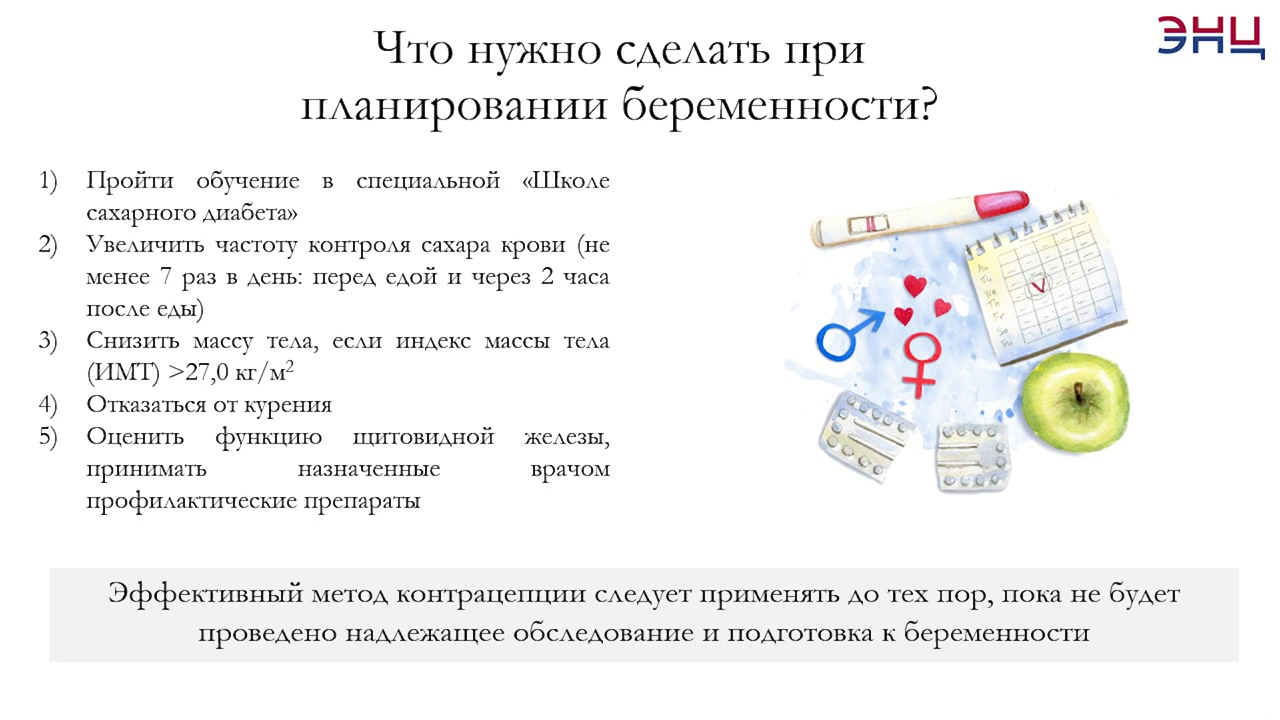 ЭНЦ
Что нужно сделать при
планировании беременности?
1) Пройти обучение в специальной «Школе
сахарного диабета»
2) Увеличить частоту контроля сахара крови (не
менее 7 раз в день: перед едой и через 2 часа
после еды)
3) Снизить массу тела, если индекс массы тела
(ИМТ) >27,0 кг/м²
4) Отказаться от курения
5) Оценить функцию щитовидной железы,
принимать назначенные врачом
профилактические препараты
Эффективный метод контрацепции следует применять до тех пор, пока не будет
проведено надлежащее обследование и подготовка к беременности